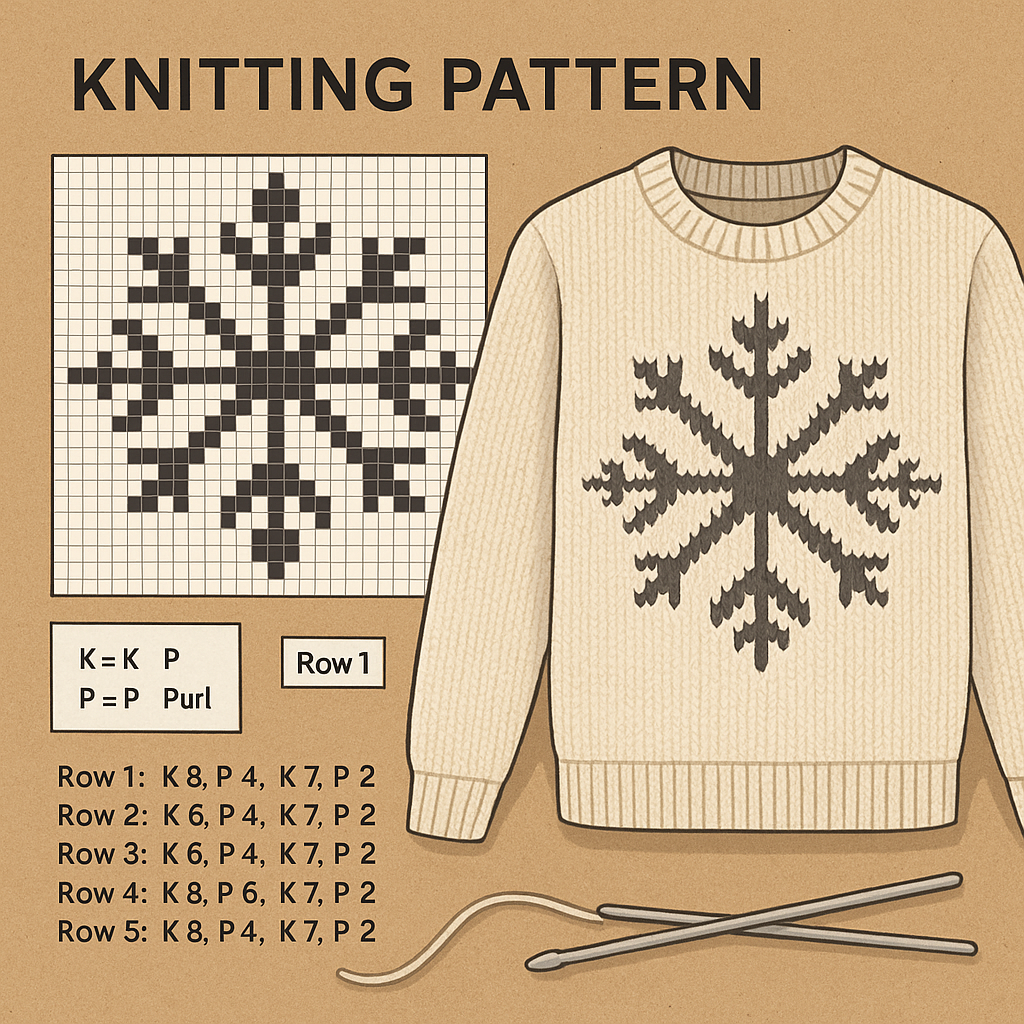 KNITTING PATTERN
K = K P
P = P Purl
Row 1
Row 1: K 8, P 4, K 7, P 2
Row 2: K 6, P 4, K 7, P 2
Row 3: K 6, P 4, K 7, P 2
Row 4: K 8, P 6, K 7, P 2
Row 5: K 8, P 4, K 7, P 2